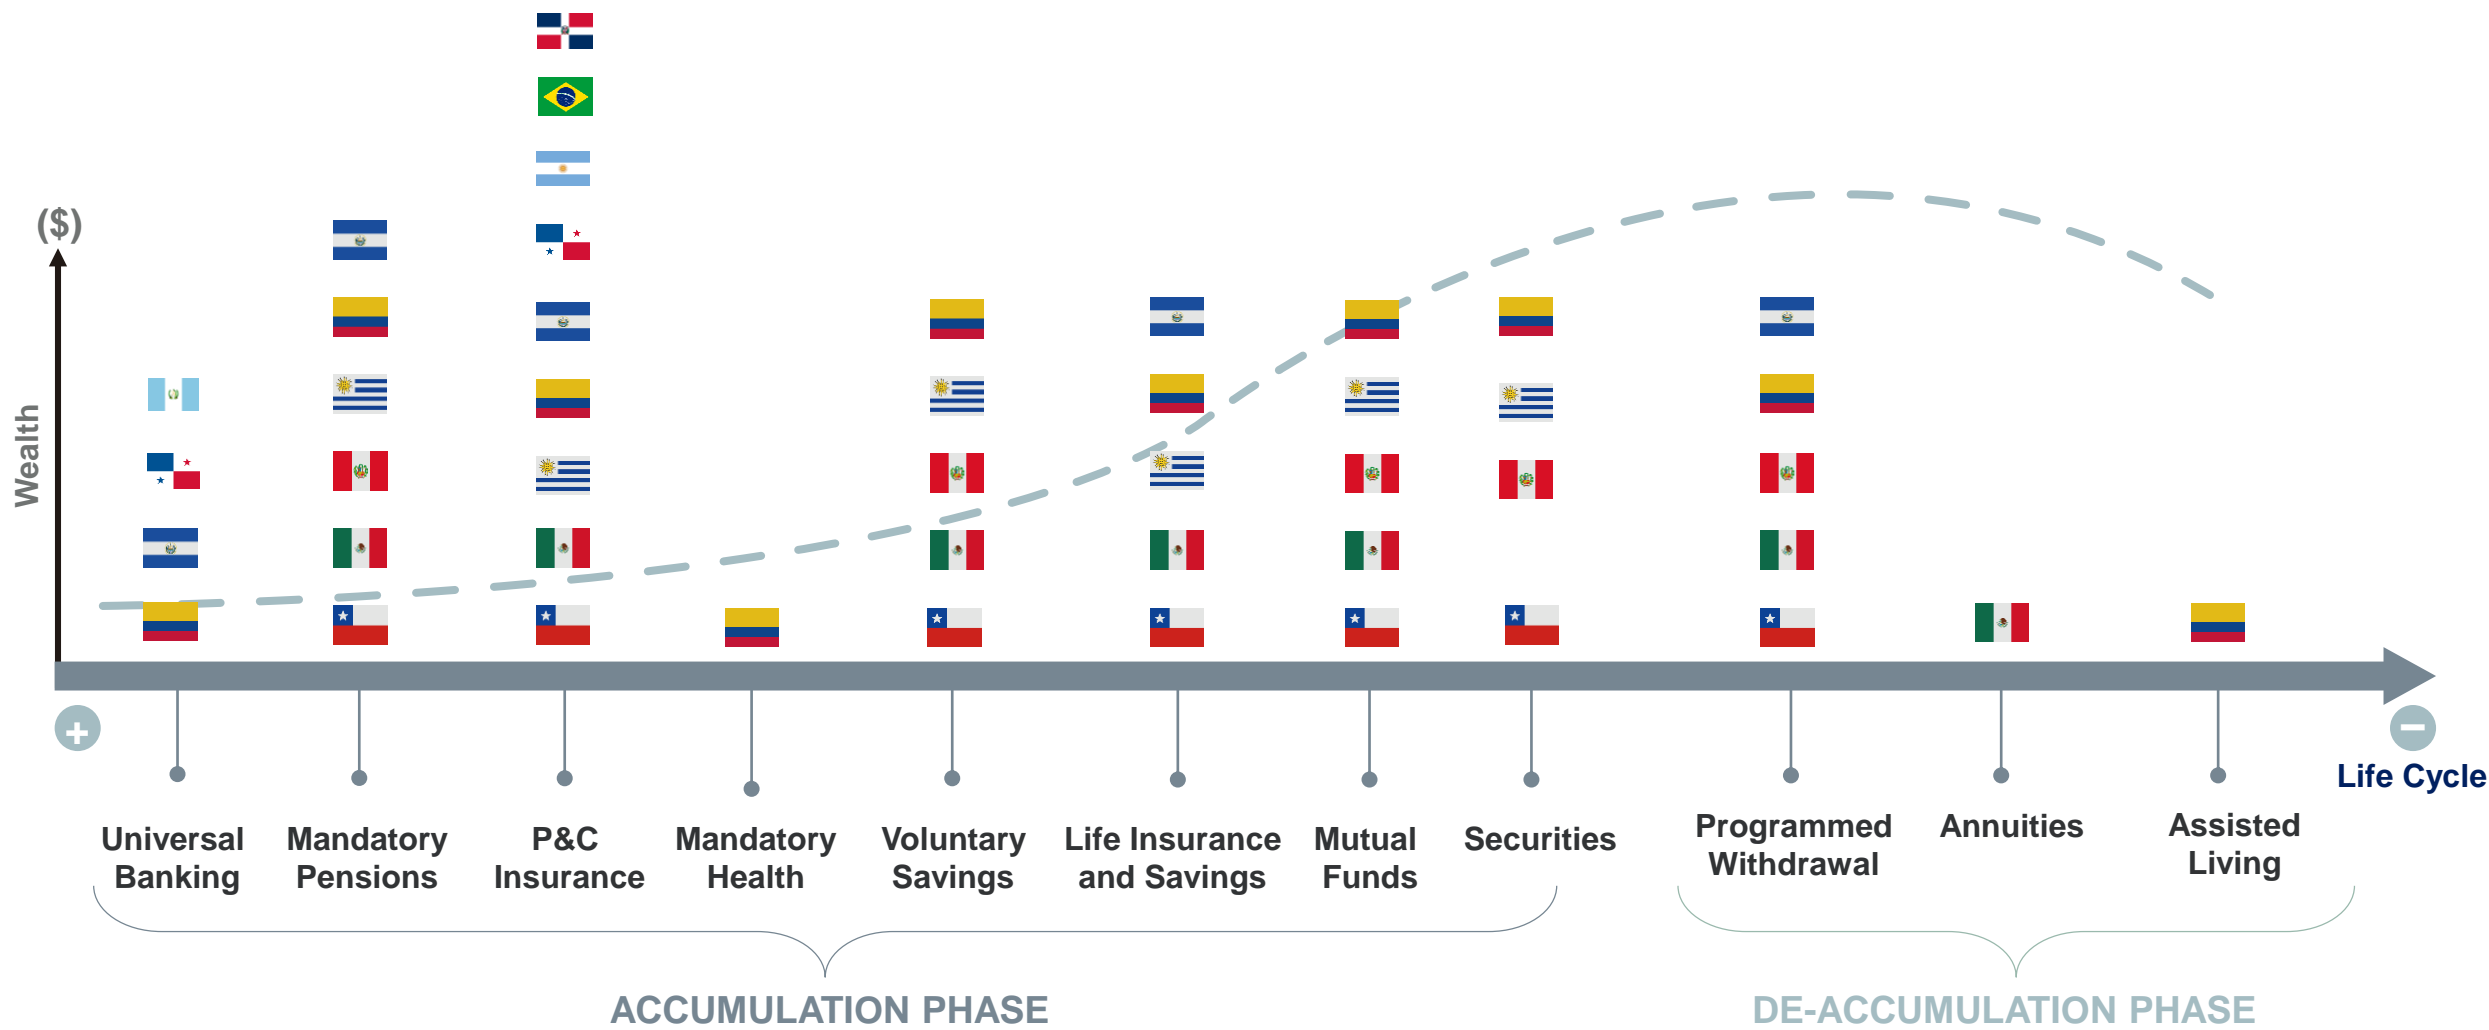 ($)
Wealth
+
−
Life Cycle
Universal
Banking
Mandatory
Pensions
P&C
Insurance
Mandatory
Health
Voluntary
Savings
Life Insurance
and Savings
Mutual
Funds
Securities
Programmed
Withdrawal
Annuities
Assisted
Living
ACCUMULATION PHASE
DE-ACCUMULATION PHASE